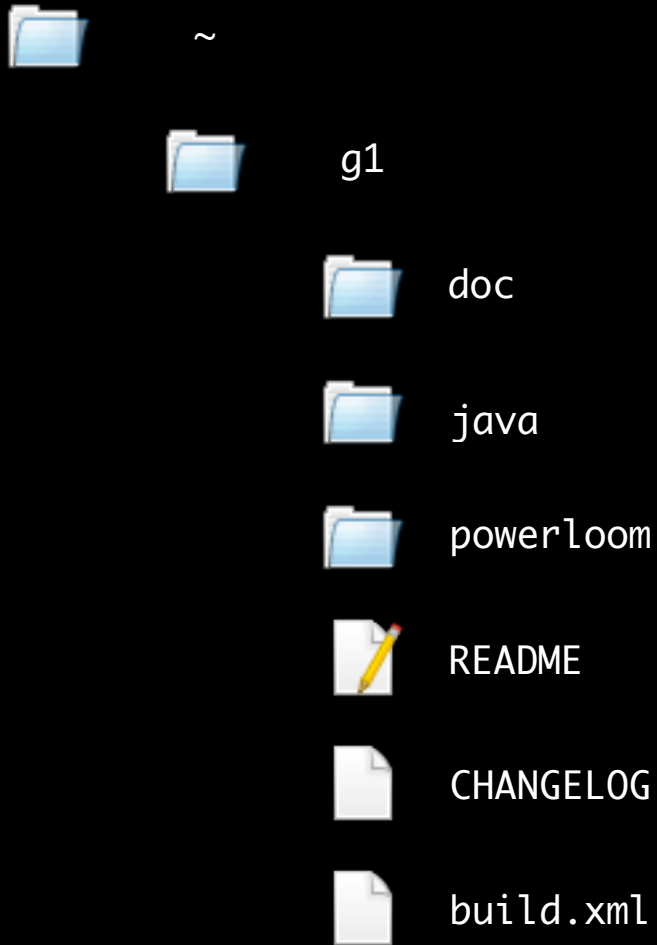 ~
g1
doc
java
powerloom
README
CHANGELOG
build.xml